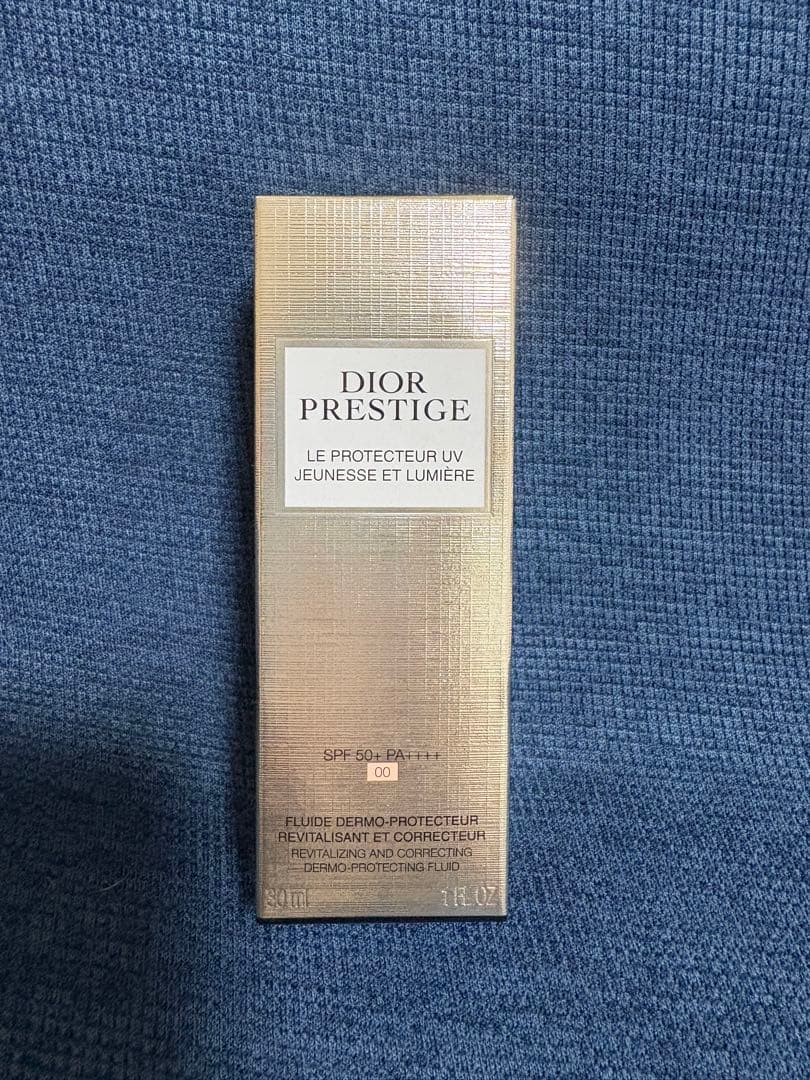 DIOR
PRESTIGE
LE PROTECTEUR UV
JEUNESSE ET LUMIÈRE
SPF 50+ PA++++
00
FLUIDE DERMO-PROTECTEUR
REVITALISANT ET CORRECTEUR
REVITALIZING AND CORRECTING
DERMO-PROTECTING FLUID
30 ml 1 FL OZ